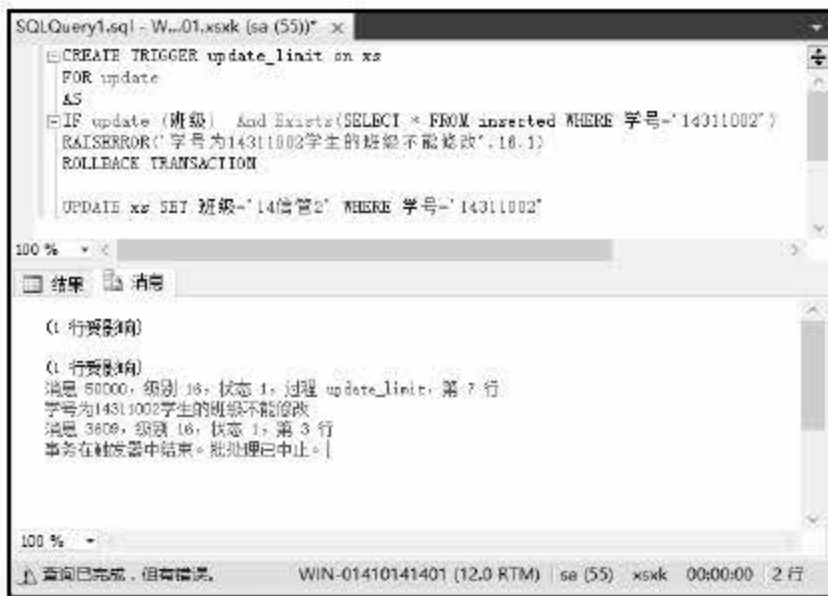 SQLQuery1.sql - W...01.xsxk (sa (55))* ×
CREATE TRIGGER update_limit on xs
FOR update
AS
IF update (班级) And Exists(SELECT * FROM inserted WHERE 学号='14311002')
RAISERROR('学号为14311002学生的班级不能修改',16,1)
ROLLBACK TRANSACTION
UPDATE xs SET 班级='14信管2' WHERE 学号='14311002'
100 %
结果 消息
(1 行受影响)
(1 行受影响)
消息 50000，级别 16，状态 1，过程 update_limit，第 7 行
学号为14311002学生的班级不能修改
消息 3609，级别 16，状态 1，第 3 行
事务在触发器中结束。批处理已中止。
100 %
查询已完成，但有错误。 WIN-01410141401 (12.0 RTM) sa (55) xsxk 00:00:00 2 行